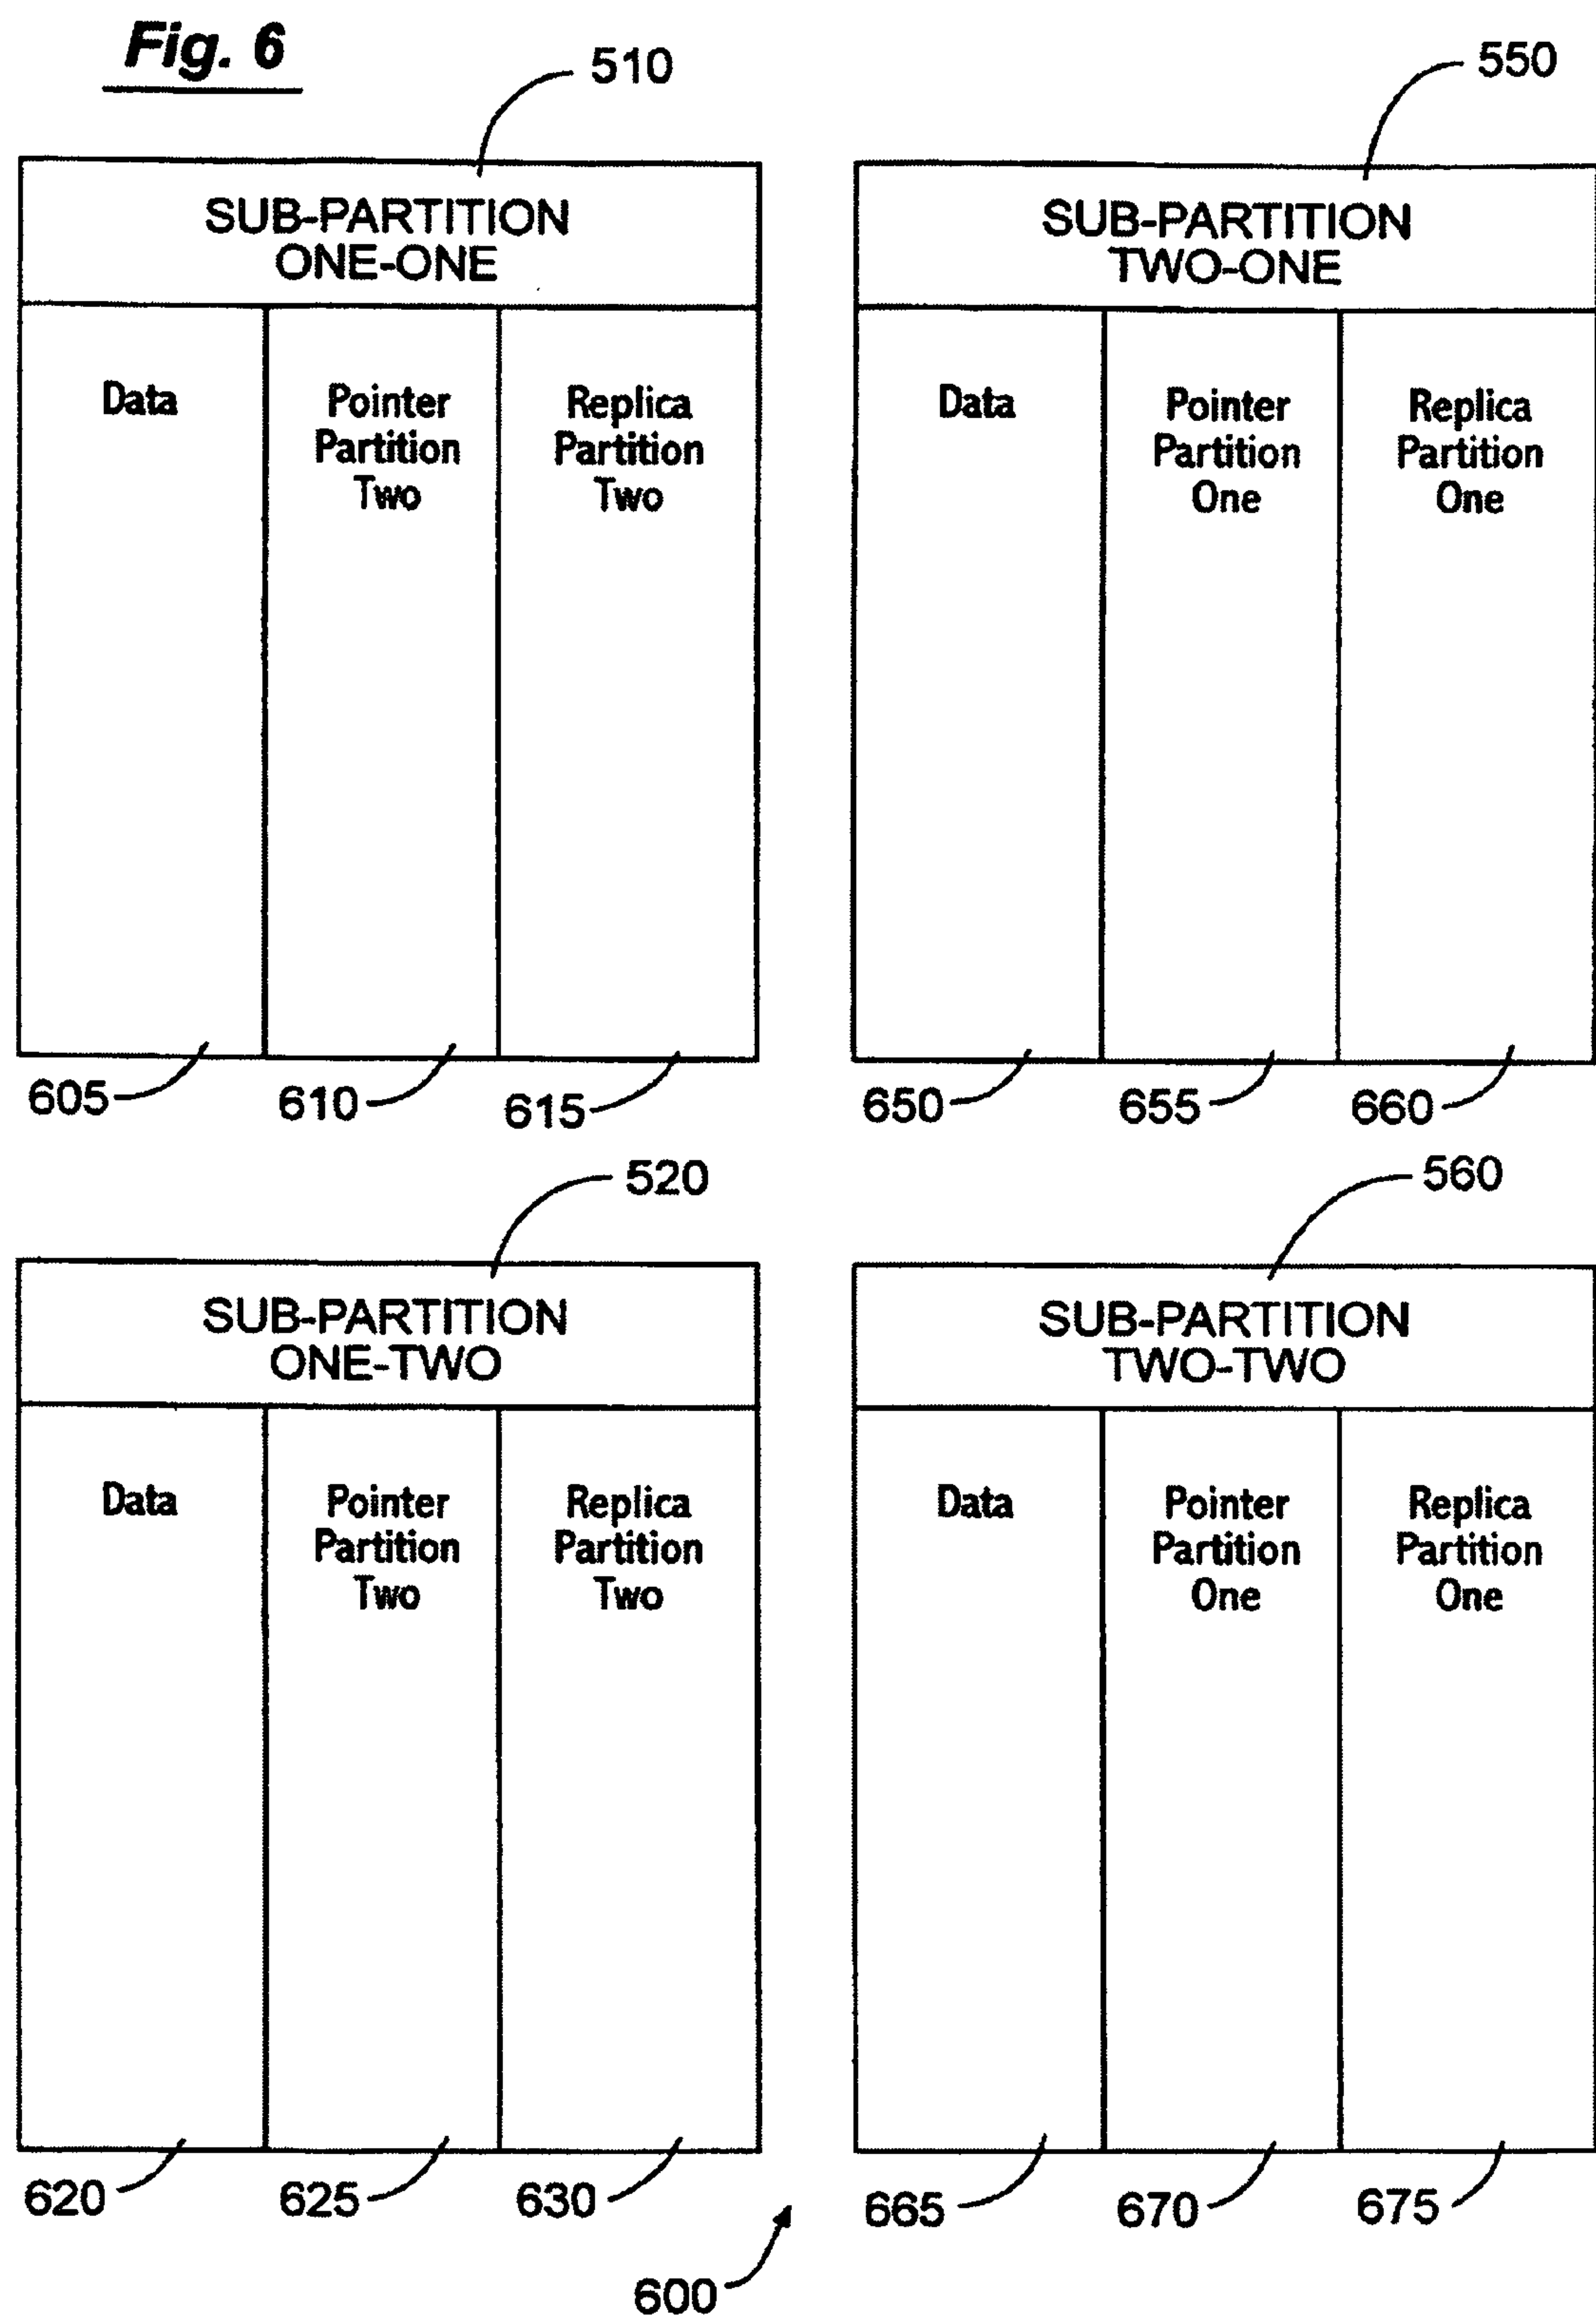 Fig. 6
510
550
SUB-PARTITION
ONE-ONE
Data
Pointer
Partition
Two
Replica
Partition
Two
605
610
615
SUB-PARTITION
TWO-ONE
Data
Pointer
Partition
One
Replica
Partition
One
650
655
660
520
560
SUB-PARTITION
ONE-TWO
Data
Pointer
Partition
Two
Replica
Partition
Two
620
625
630
SUB-PARTITION
TWO-TWO
Data
Pointer
Partition
One
Replica
Partition
One
665
670
675
600